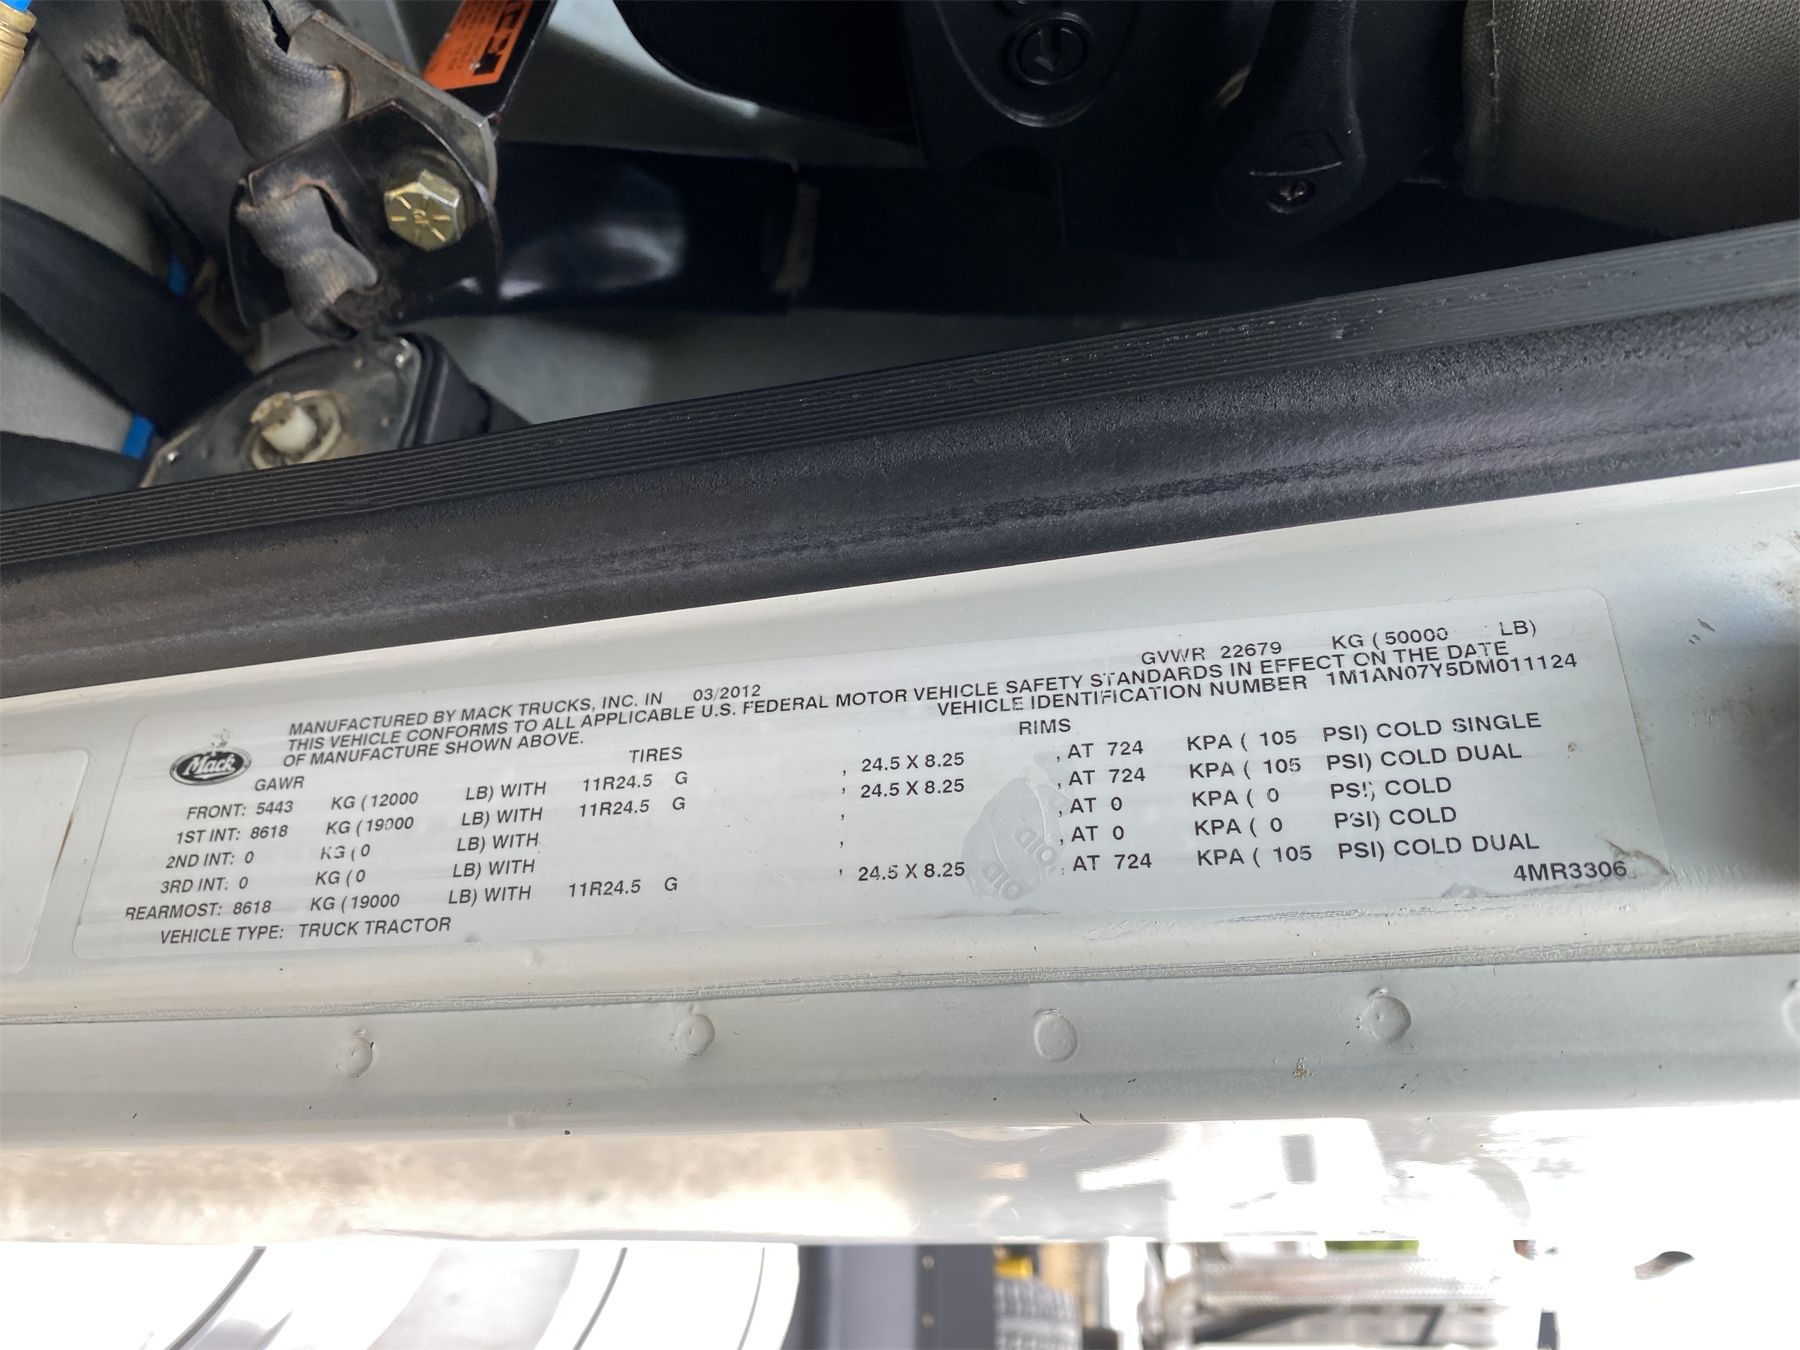 MANUFACTURED BY MACK TRUCKS, INC. IN 03/2012 GVWR 22679 KG ( 50000 LB)
THIS VEHICLE CONFORMS TO ALL APPLICABLE U.S. FEDERAL MOTOR VEHICLE SAFETY STANDARDS IN EFFECT ON THE DATE
OF MANUFACTURE SHOWN ABOVE. VEHICLE IDENTIFICATION NUMBER 1M1AN07Y5DM011124
Mack
GAWR TIRES RIMS
FRONT: 5443 KG ( 12000 LB) WITH 11R24.5 G , 24.5 X 8.25 , AT 724 KPA ( 105 PSI) COLD SINGLE
1ST INT: 8618 KG ( 19000 LB) WITH 11R24.5 G , 24.5 X 8.25 , AT 724 KPA ( 105 PSI) COLD DUAL
2ND INT: 0 KG ( 0 LB) WITH , , AT 0 KPA ( 0 PSI) COLD
3RD INT: 0 KG ( 0 LB) WITH , , AT 0 KPA ( 0 PSI) COLD
REARMOST: 8618 KG ( 19000 LB) WITH 11R24.5 G , 24.5 X 8.25 , AT 724 KPA ( 105 PSI) COLD DUAL
VEHICLE TYPE: TRUCK TRACTOR 4MR3306